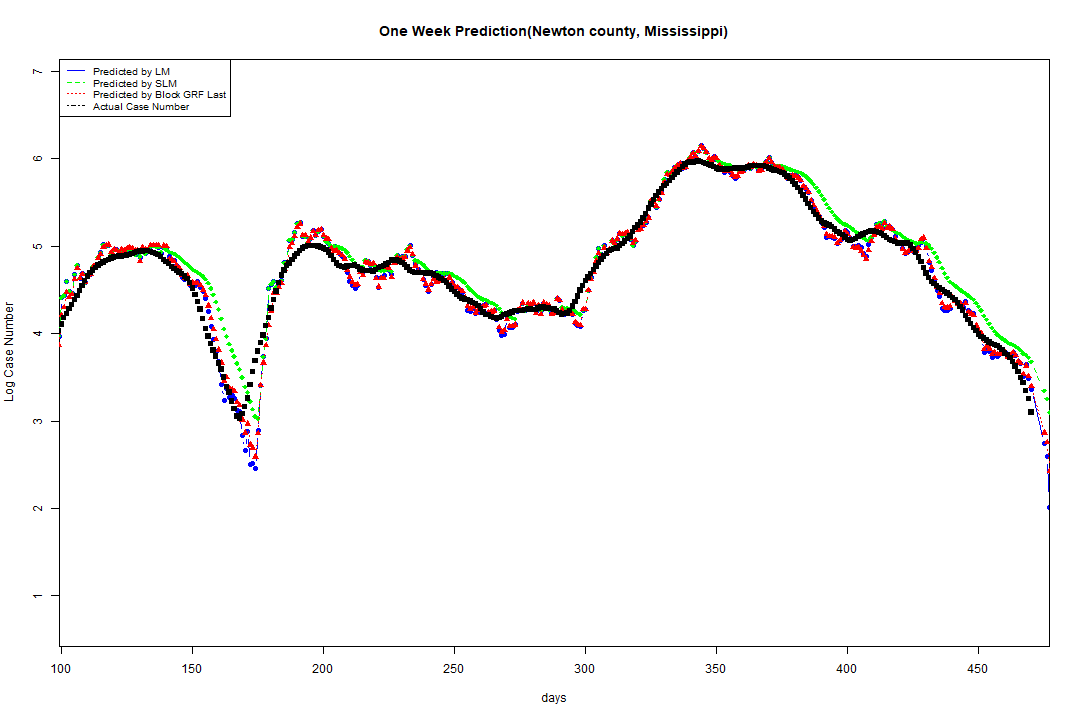 One Week Prediction(Newton county, Mississippi)
Predicted by LM
Predicted by SLM
Predicted by Block GRF Last
Actual Case Number
7
6
5
4
3
2
1
Log Case Number
100 150 200 250 300 350 400 450
days